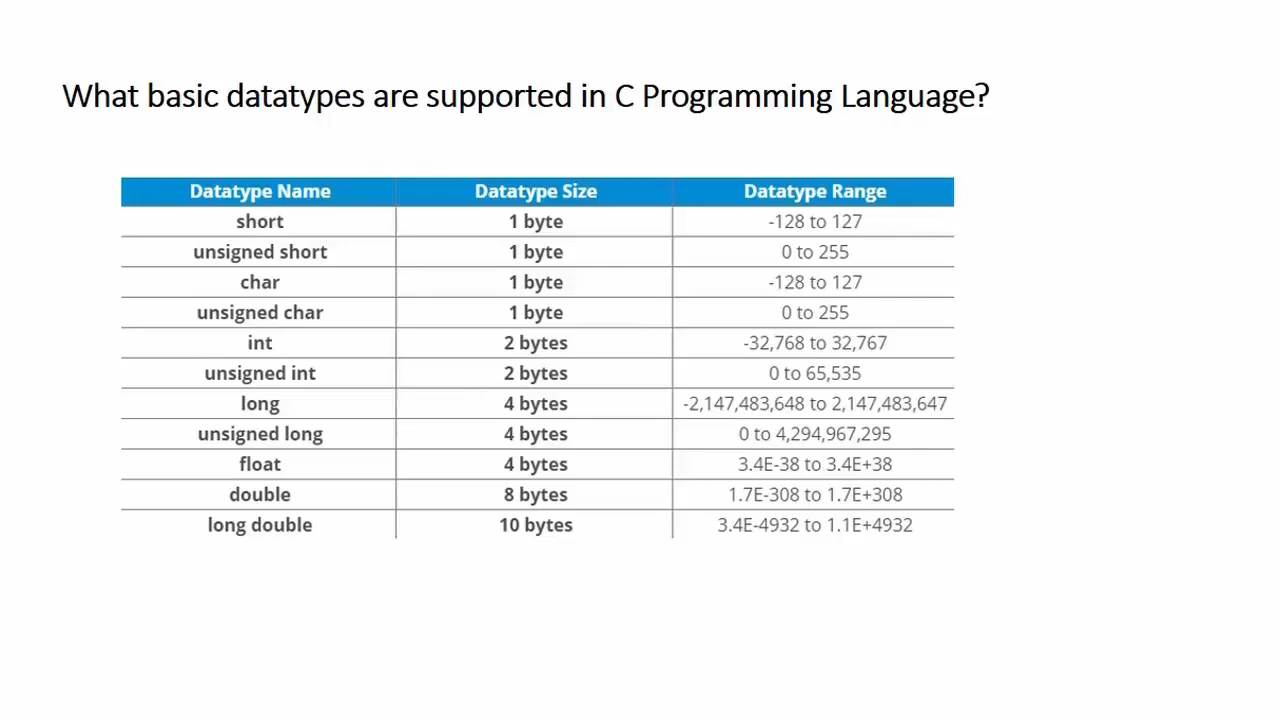 What basic datatypes are supported in C Programming Language?
Datatype Name Datatype Size Datatype Range
short 1 byte -128 to 127
unsigned short 1 byte 0 to 255
char 1 byte -128 to 127
unsigned char 1 byte 0 to 255
int 2 bytes -32,768 to 32,767
unsigned int 2 bytes 0 to 65,535
long 4 bytes -2,147,483,648 to 2,147,483,647
unsigned long 4 bytes 0 to 4,294,967,295
float 4 bytes 3.4E-38 to 3.4E+38
double 8 bytes 1.7E-308 to 1.7E+308
long double 10 bytes 3.4E-4932 to 1.1E+4932